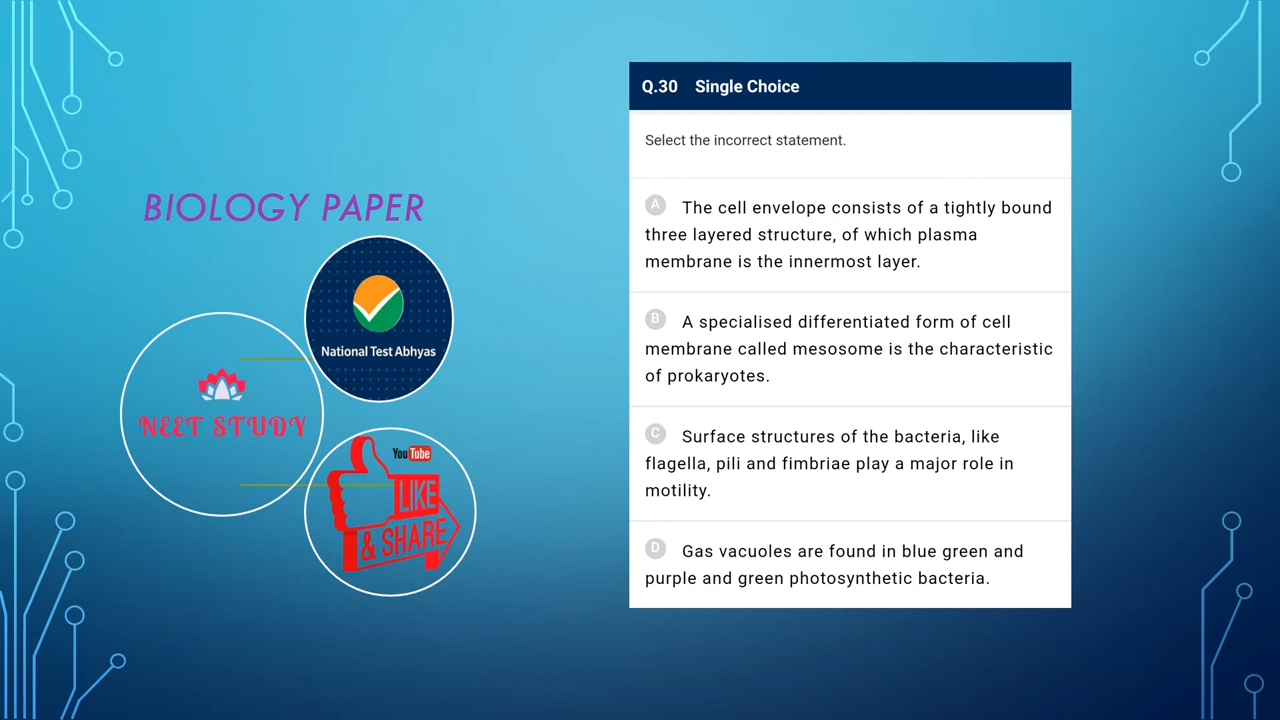 BIOLOGY PAPER
National Test Abhyas
NEET STUDY
YouTube
LIKE
& SHARE
Q.30 Single Choice
Select the incorrect statement.
A The cell envelope consists of a tightly bound
three layered structure, of which plasma
membrane is the innermost layer.
B A specialised differentiated form of cell
membrane called mesosome is the characteristic
of prokaryotes.
C Surface structures of the bacteria, like
flagella, pili and fimbriae play a major role in
motility.
D Gas vacuoles are found in blue green and
purple and green photosynthetic bacteria.